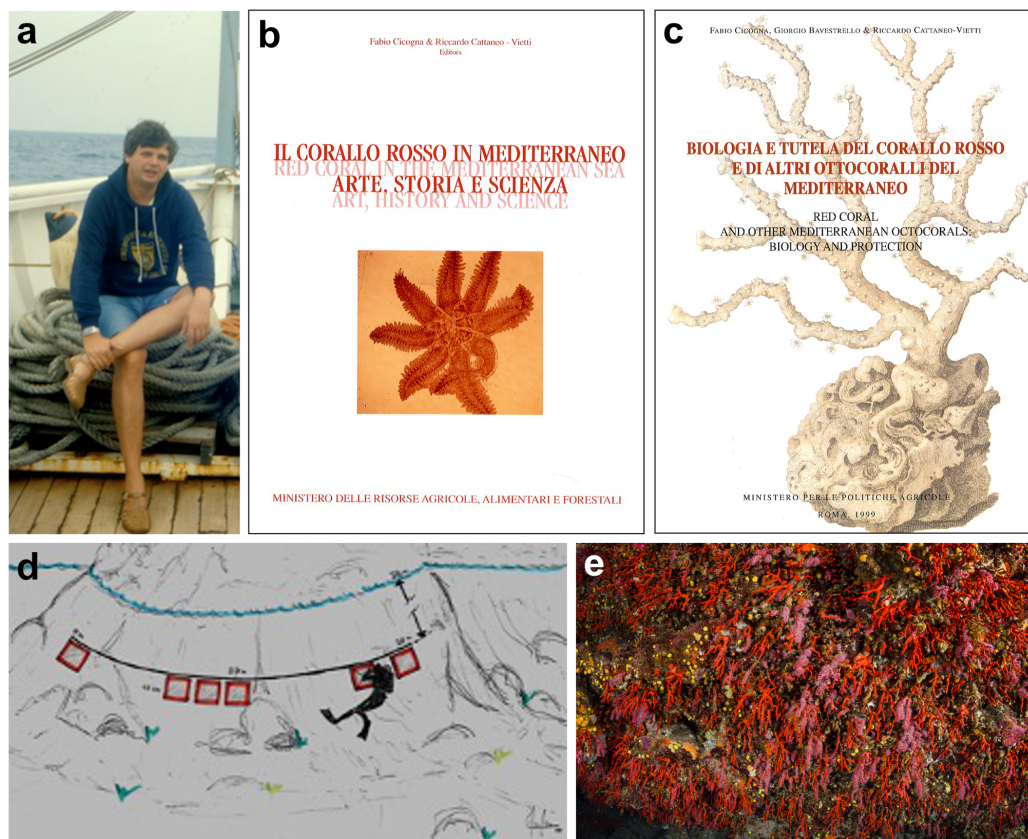 a
b
Fabio Cicogna & Riccardo Cattaneo - Vietti
Editors
IL CORALLO ROSSO IN MEDITERRANEO
RED CORAL IN THE MEDITERRANEAN SEA
ARTE, STORIA E SCIENZA
ART, HISTORY AND SCIENCE
MINISTERO DELLE RISORSE AGRICOLE, ALIMENTARI E FORESTALI
c
FABIO CICOGNA, GIORGIO BAVESTRELLO & RICCARDO CATTANEO-VIETTI
BIOLOGIA E TUTELA DEL CORALLO ROSSO
E DI ALTRI OTTOCORALLI DEL
MEDITERRANEO
RED CORAL
AND OTHER MEDITERRANEAN OCTOCORALS:
BIOLOGY AND PROTECTION
MINISTERO PER LE POLITICHE AGRICOLE
ROMA, 1999
d
e